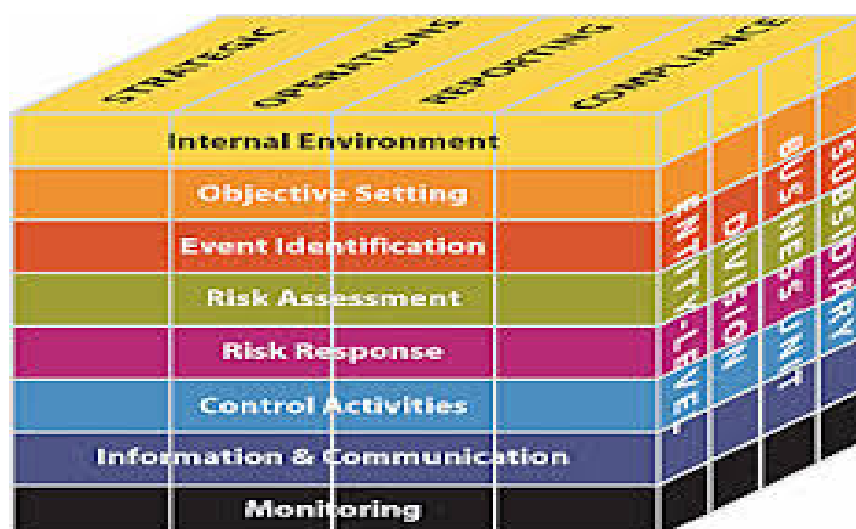 STRATEGIC
OPERATIONS
REPORTING
COMPLIANCE
Internal Environment
Objective Setting
Event Identification
Risk Assessment
Risk Response
Control Activities
Information & Communication
Monitoring
ENTITY-LEVEL
DIVISION
BUSINESS UNIT
SUBSIDIARY